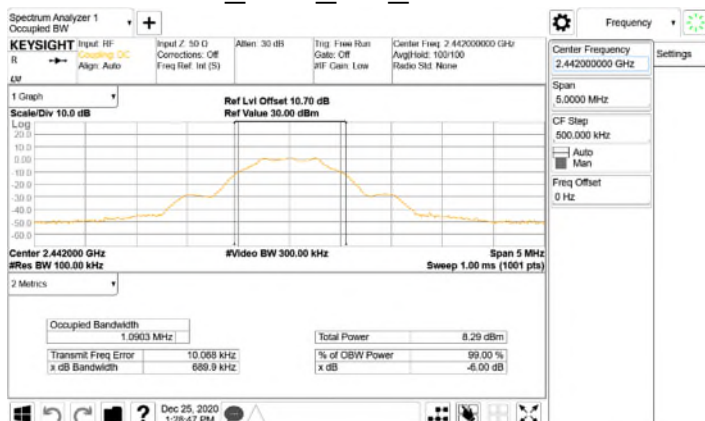 Spectrum Analyzer 1
Occupied BW
Frequency
KEYSIGHT
R
LXI
Input: RF
Coupling: DC
Align: Auto
Input Z: 50 Ω
Corrections: Off
Freq Ref: Int (S)
Atten: 30 dB
Trig: Free Run
Gate: Off
#IF Gain: Low
Center Freq: 2.442000000 GHz
Avg|Hold: 100/100
Radio Std: None
Center Frequency
2.442000000 GHz
Settings
Span
5.0000 MHz
CF Step
500.000 kHz
Auto
Man
Freq Offset
0 Hz
1 Graph
Scale/Div 10.0 dB
Ref Lvl Offset 10.70 dB
Ref Value 30.00 dBm
Log
20.0
10.0
0.00
-10.0
-20.0
-30.0
-40.0
-50.0
-60.0
Center 2.442000 GHz
#Res BW 100.00 kHz
#Video BW 300.00 kHz
Span 5 MHz
Sweep 1.00 ms (1001 pts)
2 Metrics
Occupied Bandwidth
1.0903 MHz
Total Power 8.29 dBm
Transmit Freq Error 10.068 kHz
% of OBW Power 99.00 %
x dB Bandwidth 689.9 kHz
x dB -6.00 dB
?
Dec 25, 2020
1:28:47 PM